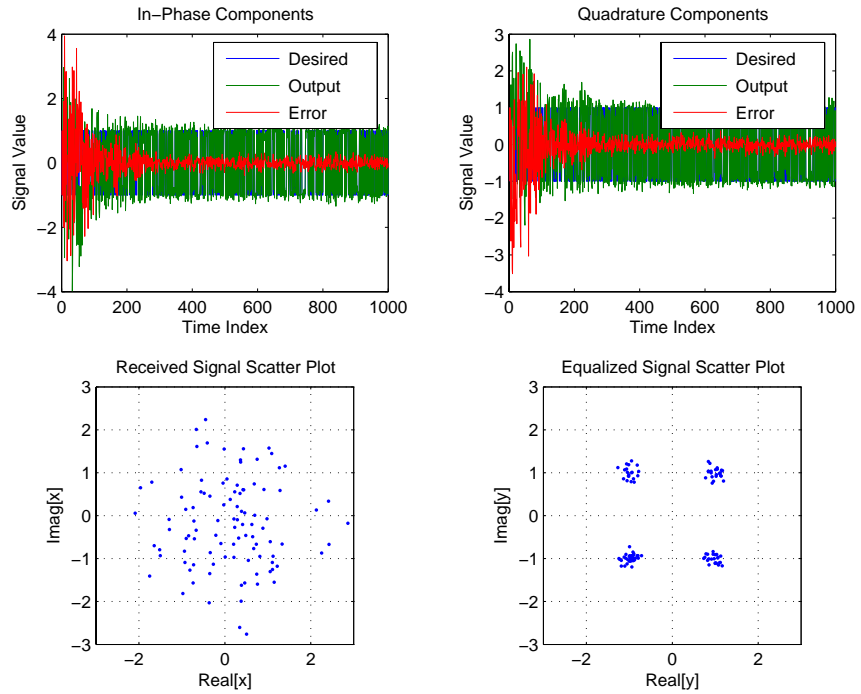 In−Phase Components
4
2
0
−2
−4
Signal Value
0 200 400 600 800 1000
Time Index
Desired
Output
Error
Quadrature Components
3
2
1
0
−1
−2
−3
−4
Signal Value
0 200 400 600 800 1000
Time Index
Desired
Output
Error
Received Signal Scatter Plot
3
2
1
0
−1
−2
−3
Imag[x]
−2 0 2
Real[x]
Equalized Signal Scatter Plot
3
2
1
0
−1
−2
−3
Imag[y]
−2 0 2
Real[y]